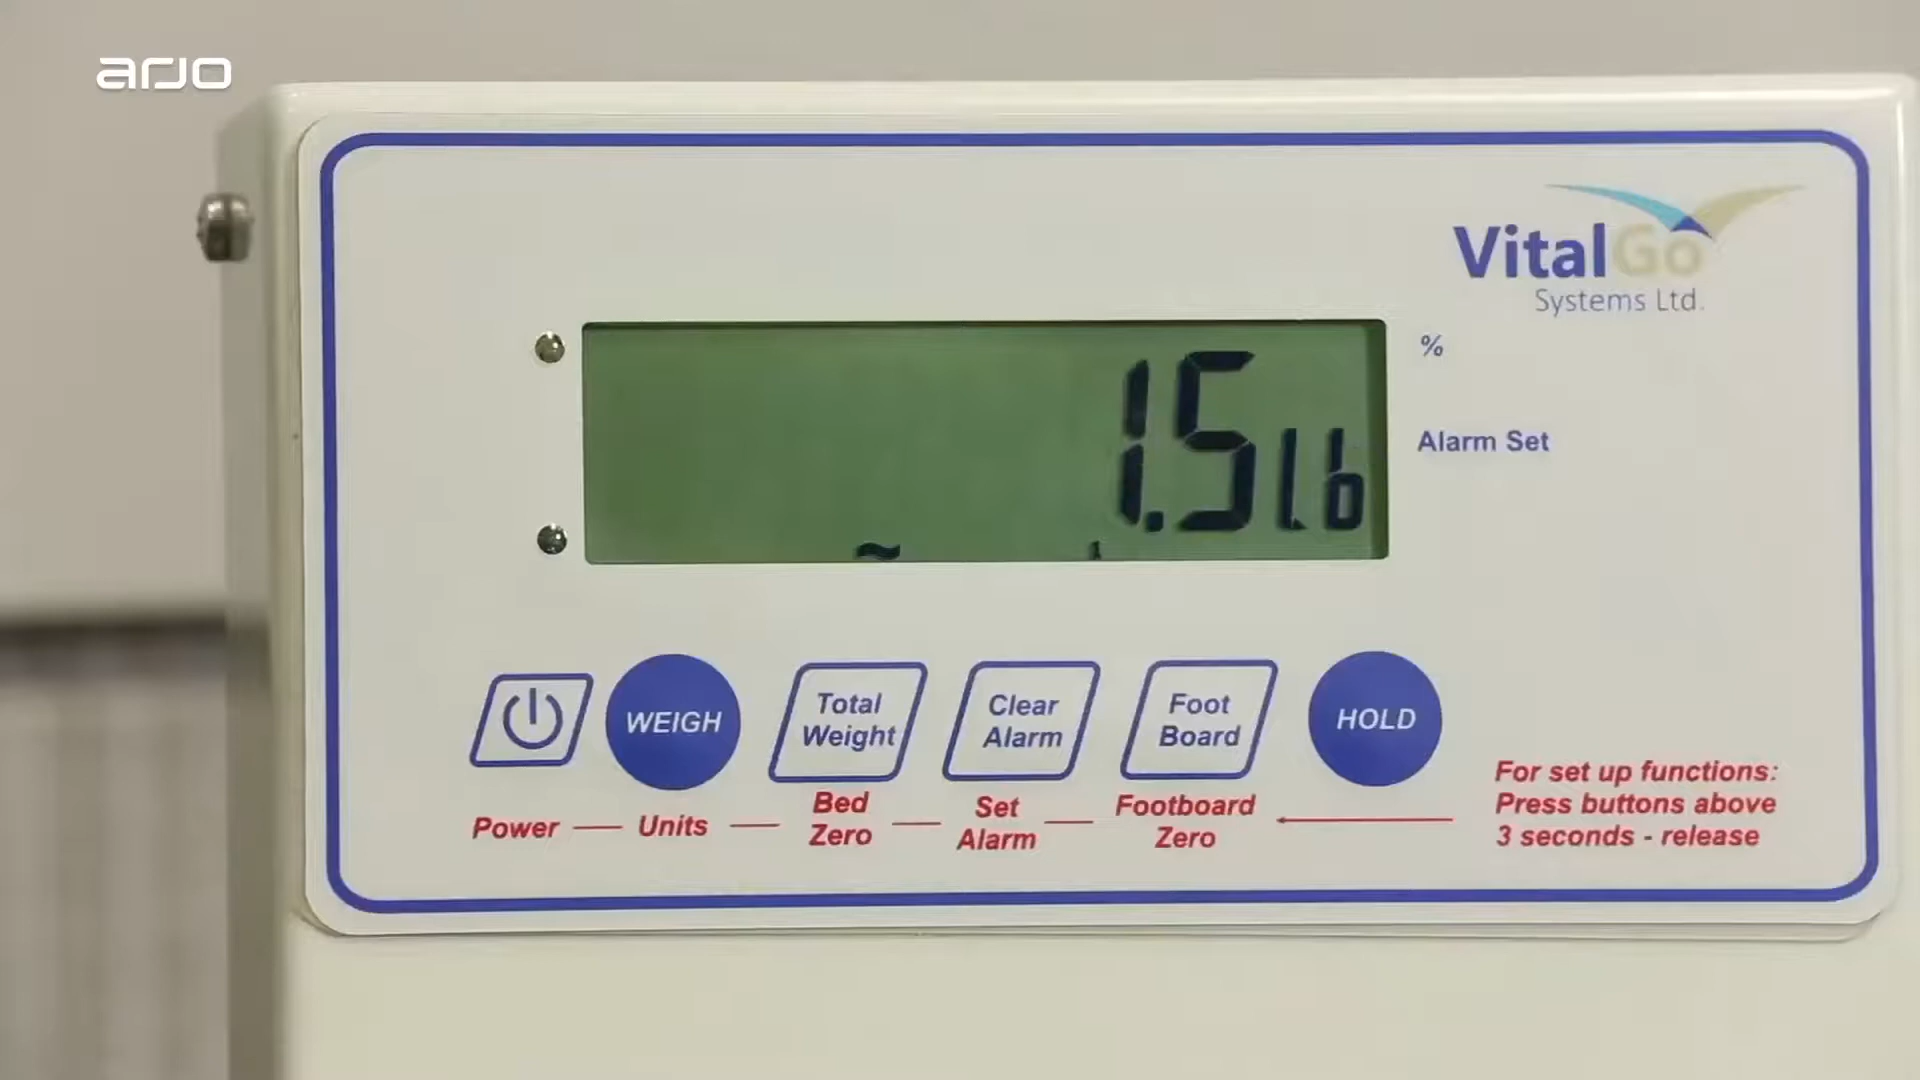 arjo
VitalGo
Systems Ltd.
%
1.5 lb
Alarm Set
~
WEIGH
Total
Weight
Clear
Alarm
Foot
Board
HOLD
Power
Units
Bed
Zero
Set
Alarm
Footboard
Zero
For set up functions:
Press buttons above
3 seconds - release